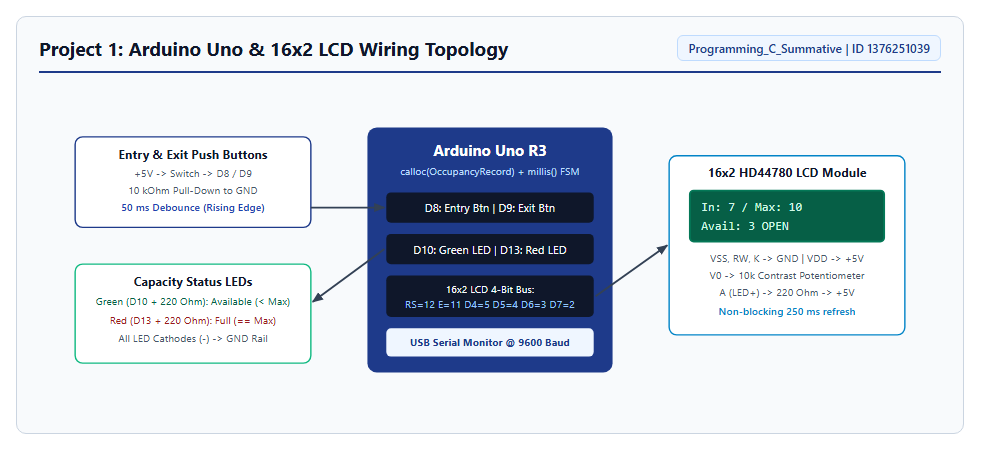 Project 1: Arduino Uno & 16x2 LCD Wiring Topology
Programming_C_Summative | ID 1376251039
Entry & Exit Push Buttons
+5V -> Switch -> D8 / D9
10 kOhm Pull-Down to GND
50 ms Debounce (Rising Edge)
Capacity Status LEDs
Green (D10 + 220 Ohm): Available (< Max)
Red (D13 + 220 Ohm): Full (== Max)
All LED Cathodes (-) -> GND Rail
Arduino Uno R3
calloc(OccupancyRecord) + millis() FSM
D8: Entry Btn | D9: Exit Btn
D10: Green LED | D13: Red LED
16x2 LCD 4-Bit Bus:
RS=12 E=11 D4=5 D5=4 D6=3 D7=2
USB Serial Monitor @ 9600 Baud
16x2 HD44780 LCD Module
In: 7 / Max: 10
Avail: 3 OPEN
VSS, RW, K -> GND | VDD -> +5V
V0 -> 10k Contrast Potentiometer
A (LED+) -> 220 Ohm -> +5V
Non-blocking 250 ms refresh